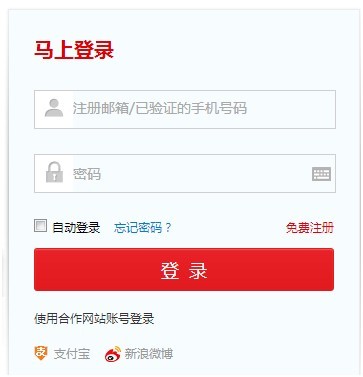 马上登录
注册邮箱/已验证的手机号码
密码
自动登录 忘记密码？ 免费注册
登 录
使用合作网站账号登录
支付宝 新浪微博